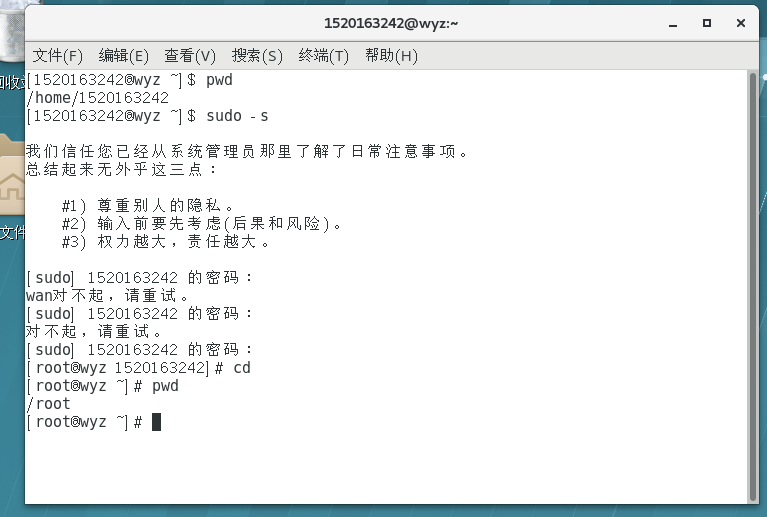 1520163242@wyz:~
文件(F) 编辑(E) 查看(V) 搜索(S) 终端(T) 帮助(H)
[1520163242@wyz ~]$ pwd
/home/1520163242
[1520163242@wyz ~]$ sudo -s
我们信任您已经从系统管理员那里了解了日常注意事项。
总结起来无外乎这三点：
#1) 尊重别人的隐私。
#2) 输入前要先考虑(后果和风险)。
#3) 权力越大，责任越大。
[sudo] 1520163242 的密码：
wan对不起，请重试。
[sudo] 1520163242 的密码：
对不起，请重试。
[sudo] 1520163242 的密码：
[root@wyz 1520163242]# cd
[root@wyz ~]# pwd
/root
[root@wyz ~]#
回收
文件